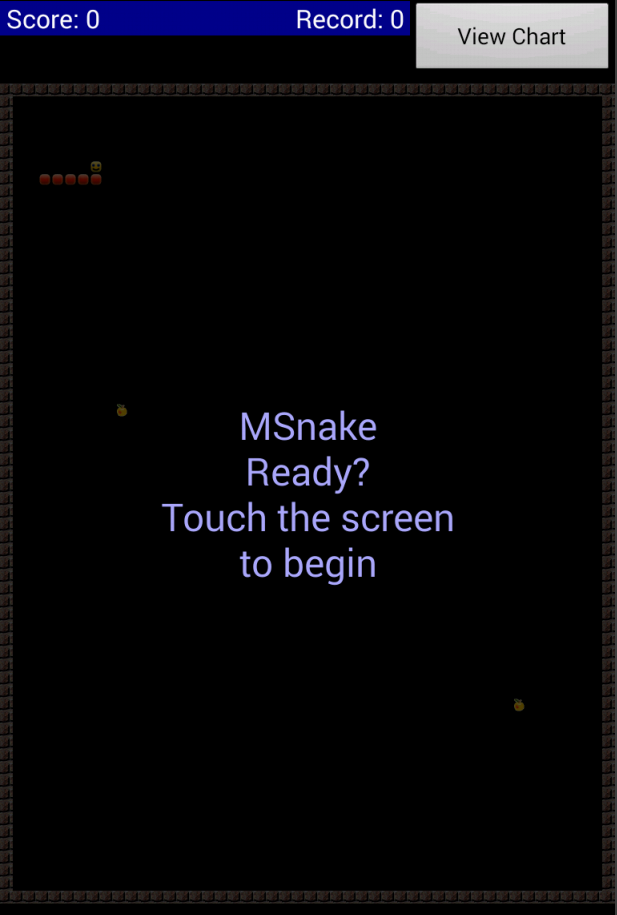 Score: 0
Record: 0
View Chart
MSnake
Ready?
Touch the screen
to begin